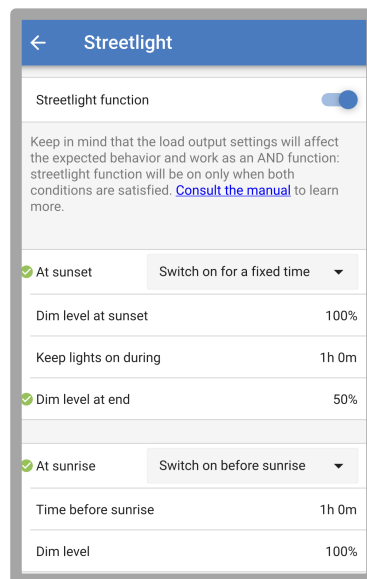 Streetlight
Streetlight function
Keep in mind that the load output settings will affect
the expected behavior and work as an AND function:
streetlight function will be on only when both
conditions are satisfied. Consult the manual to learn
more.
At sunset Switch on for a fixed time
Dim level at sunset 100%
Keep lights on during 1h 0m
Dim level at end 50%
At sunrise Switch on before sunrise
Time before sunrise 1h 0m
Dim level 100%